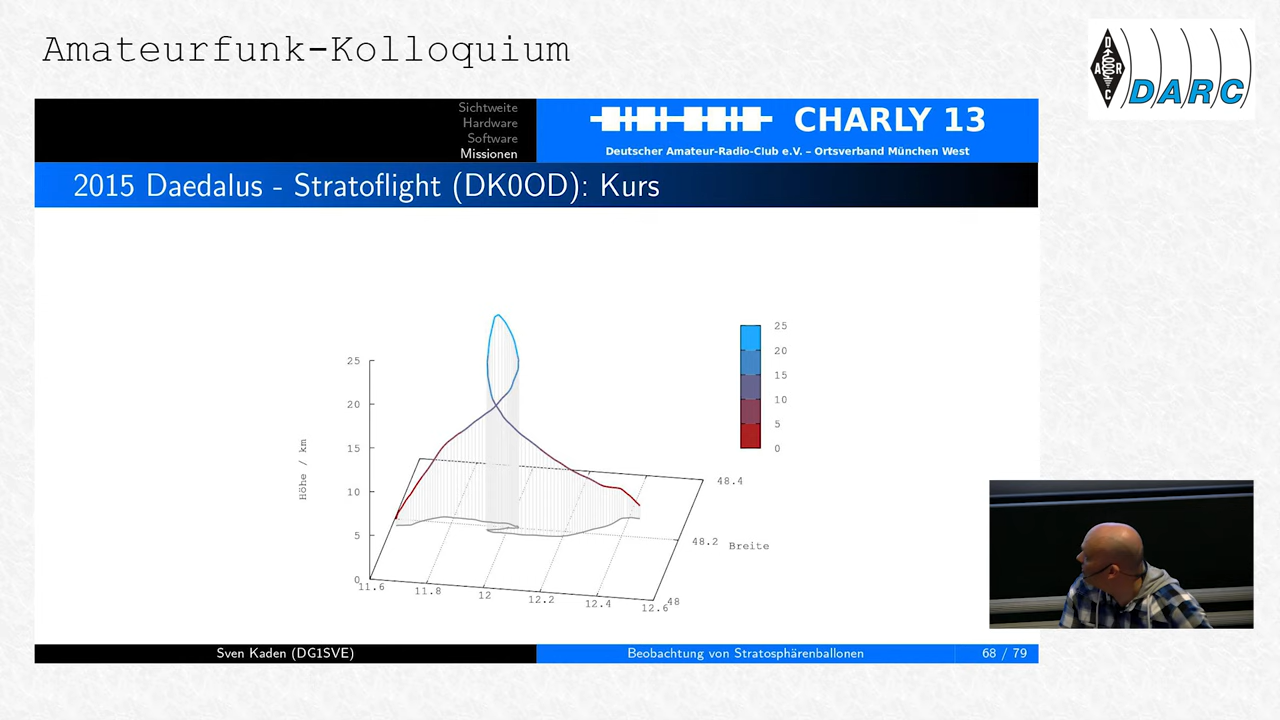 Amateurfunk-Kolloquium
DARC
DARC
Sichtweite
Hardware
Software
Missionen
CHARLY 13
Deutscher Amateur-Radio-Club e.V. – Ortsverband München West
2015 Daedalus - Stratoflight (DK0OD): Kurs
25
20
15
10
5
0
Höhe / km
11.6
11.8
12
12.2
12.4
12.6
48
48.2
48.4
Breite
25
20
15
10
5
0
Sven Kaden (DG1SVE)
Beobachtung von Stratosphärenballonen
68 / 79